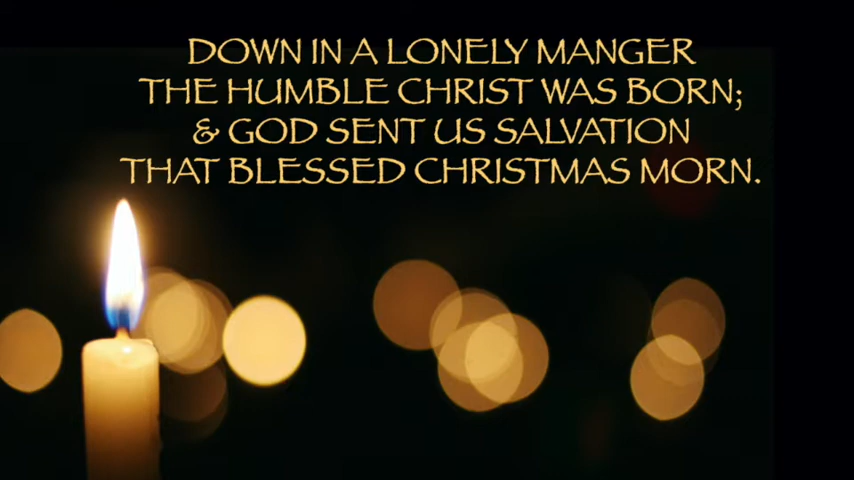 DOWN IN A LONELY MANGER
THE HUMBLE CHRIST WAS BORN;
& GOD SENT US SALVATION
THAT BLESSED CHRISTMAS MORN.